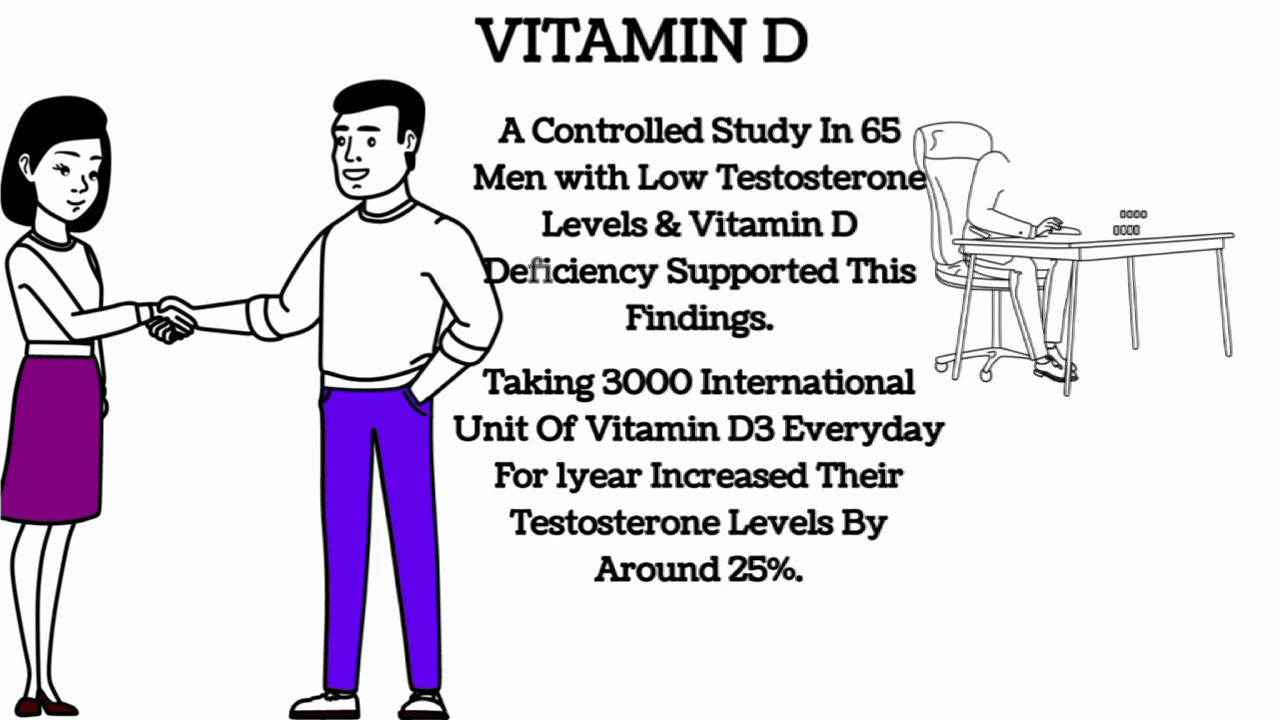 VITAMIN D
A Controlled Study In 65
Men with Low Testosterone
Levels & Vitamin D
Deficiency Supported This
Findings.
Taking 3000 International
Unit Of Vitamin D3 Everyday
For 1year Increased Their
Testosterone Levels By
Around 25%.